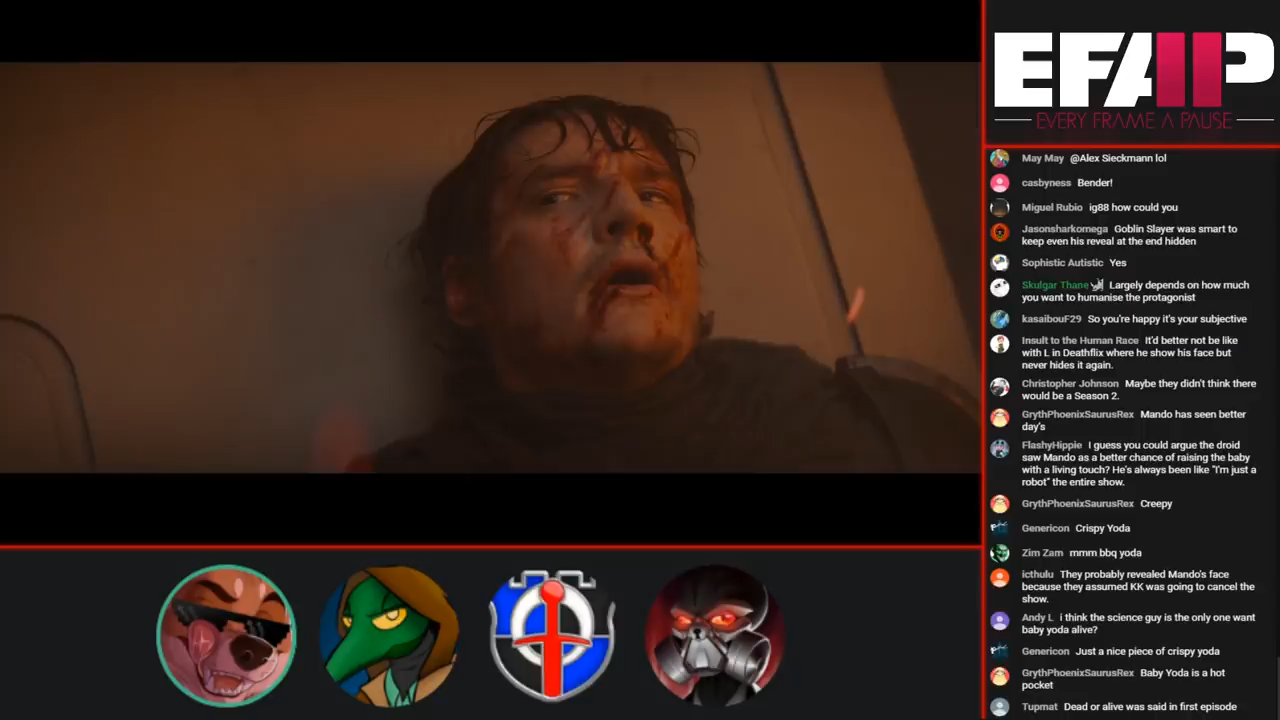 EFAP
EVERY FRAME A PAUSE
May May @Alex Sieckmann lol
casbyness Bender!
Miguel Rubio ig88 how could you
Jasonsharkomega Goblin Slayer was smart to
keep even his reveal at the end hidden
Sophistic Autistic Yes
Skulgar Thane Largely depends on how much
you want to humanise the protagonist
kasaibouF29 So you're happy it's your subjective
Insult to the Human Race It'd better not be like
with L in Deathflix where he show his face but
never hides it again.
Christopher Johnson Maybe they didn't think there
would be a Season 2.
GrythPhoenixSaurusRex Mando has seen better
day's
FlashyHippie I guess you could argue the droid
saw Mando as a better chance of raising the baby
with a living touch? He's always been like "I'm just a
robot" the entire show.
GrythPhoenixSaurusRex Creepy
Genericon Crispy Yoda
Zim Zam mmm bbq yoda
icthulu They probably revealed Mando's face
because they assumed KK was going to cancel the
show.
Andy L i think the science guy is the only one want
baby yoda alive?
Genericon Just a nice piece of crispy yoda
GrythPhoenixSaurusRex Baby Yoda is a hot
pocket
Tupmat Dead or alive was said in first episode